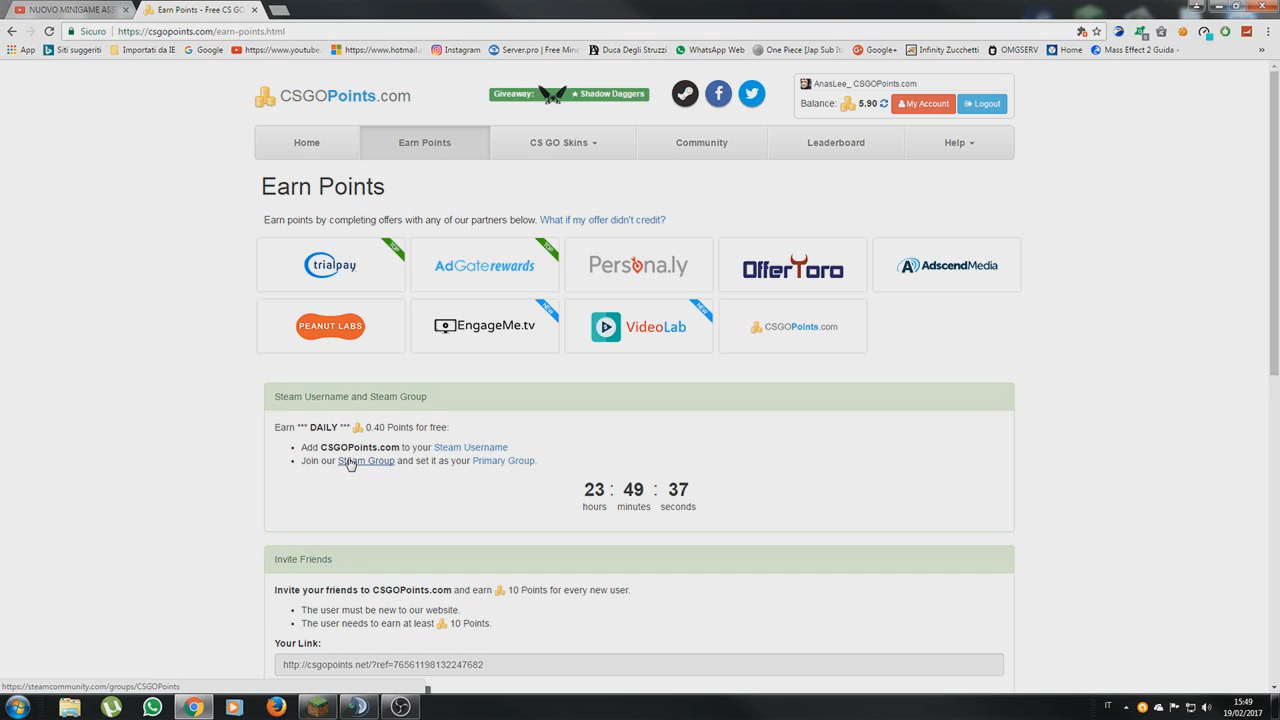 NUOVO MINIGAME ASS
Earn Points - Free CS GO
Sicuro
https://csgopoints.com/earn-points.html
App
Siti suggeriti
Importati da IE
Google
https://www.youtube
https://www.hotmail
Instagram
Server.pro | Free Mine
Duca Degli Struzzi
WhatsApp Web
One Piece [Jap Sub It
Google+
Infinity Zucchetti
OMGSERV
Home
Mass Effect 2 Guida -
CSGOPoints.com
Giveaway: ★ Shadow Daggers
AnasLee_ CSGOPoints.com
Balance: 5.90 My Account Logout
Home
Earn Points
CS GO Skins
Community
Leaderboard
Help
Earn Points
Earn points by completing offers with any of our partners below. What if my offer didn't credit?
trialpay
AdGate rewards
Persona.ly
OfferToro
AdscendMedia
PEANUT LABS
EngageMe.tv
NEW
VideoLab
NEW
CSGOPoints.com
Steam Username and Steam Group
Earn *** DAILY *** 0.40 Points for free:
• Add CSGOPoints.com to your Steam Username
• Join our Steam Group and set it as your Primary Group.
23 : 49 : 37
hours minutes seconds
Invite Friends
Invite your friends to CSGOPoints.com and earn 10 Points for every new user.
• The user must be new to our website.
• The user needs to earn at least 10 Points.
Your Link:
http://csgopoints.net/?ref=76561198132247682
https://steamcommunity.com/groups/CSGOPoints
IT
15:49
19/02/2017